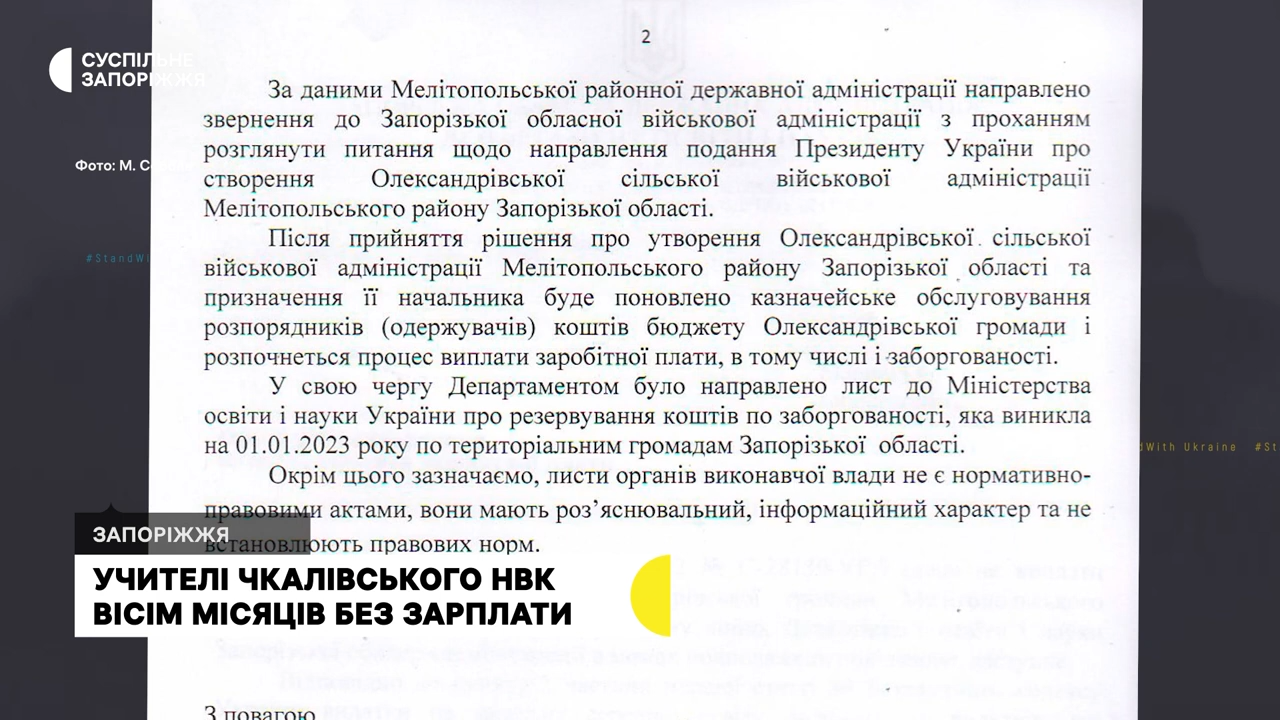 СУСПІЛЬНЕ
ЗАПОРІЖЖЯ
2
За даними Мелітопольської районної державної адміністрації направлено
звернення до Запорізької обласної військової адміністрації з проханням
розглянути питання щодо направлення подання Президенту України про
створення Олександрівської сільської військової адміністрації
Мелітопольського району Запорізької області.
Після прийняття рішення про утворення Олександрівської сільської
військової адміністрації Мелітопольського району Запорізької області та
призначення її начальника буде поновлено казначейське обслуговування
розпорядників (одержувачів) коштів бюджету Олександрівської громади і
розпочнеться процес виплати заробітної плати, в тому числі і заборгованості.
У свою чергу Департаментом було направлено лист до Міністерства
освіти і науки України про резервування коштів по заборгованості, яка виникла
на 01.01.2023 року по територіальним громадам Запорізької області.
Окрім цього зазначаємо, листи органів виконавчої влади не є нормативно-
правовими актами, вони мають роз’яснювальний, інформаційний характер та не
встановлюють правових норм.
З повагою
Фото: М.
#StandWi
dWith Ukraine #St
ЗАПОРІЖЖЯ
УЧИТЕЛІ ЧКАЛІВСЬКОГО НВК
ВІСІМ МІСЯЦІВ БЕЗ ЗАРПЛАТИ